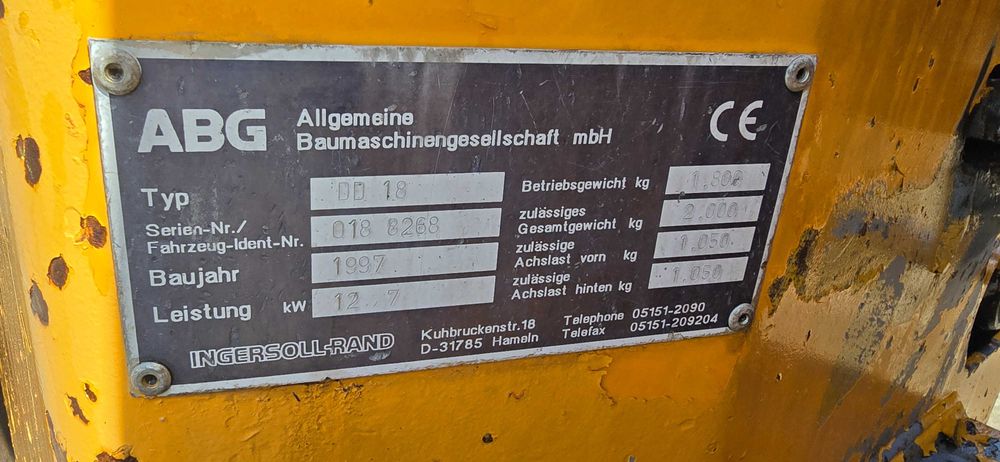 ABG Allgemeine
Baumaschinengesellschaft mbH
CE
Typ DD 18
Serien-Nr./
Fahrzeug-Ident-Nr. 018 8268
Baujahr 1997
Leistung kW 12 7
Betriebsgewicht kg 1.800
zulässiges
Gesamtgewicht kg 2.000
zulässige
Achslast vorn kg 1.050
zulässige
Achslast hinten kg 1.050
INGERSOLL-RAND
Kuhbruckenstr.18
D-31785 Hameln
Telephone 05151-2090
Telefax 05151-209204